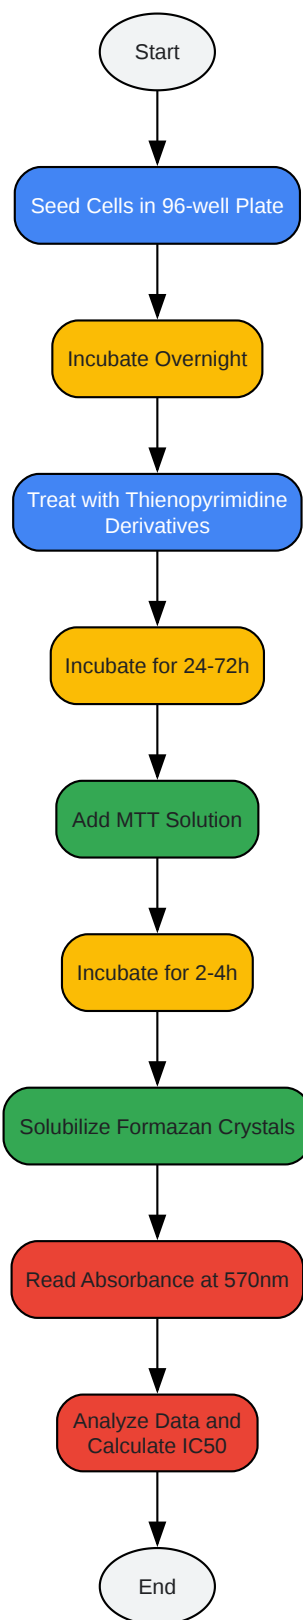 Start
Seed Cells in 96-well Plate
Incubate Overnight
Treat with Thienopyrimidine
Derivatives
Incubate for 24-72h
Add MTT Solution
Incubate for 2-4h
Solubilize Formazan Crystals
Read Absorbance at 570nm
Analyze Data and
Calculate IC50
End